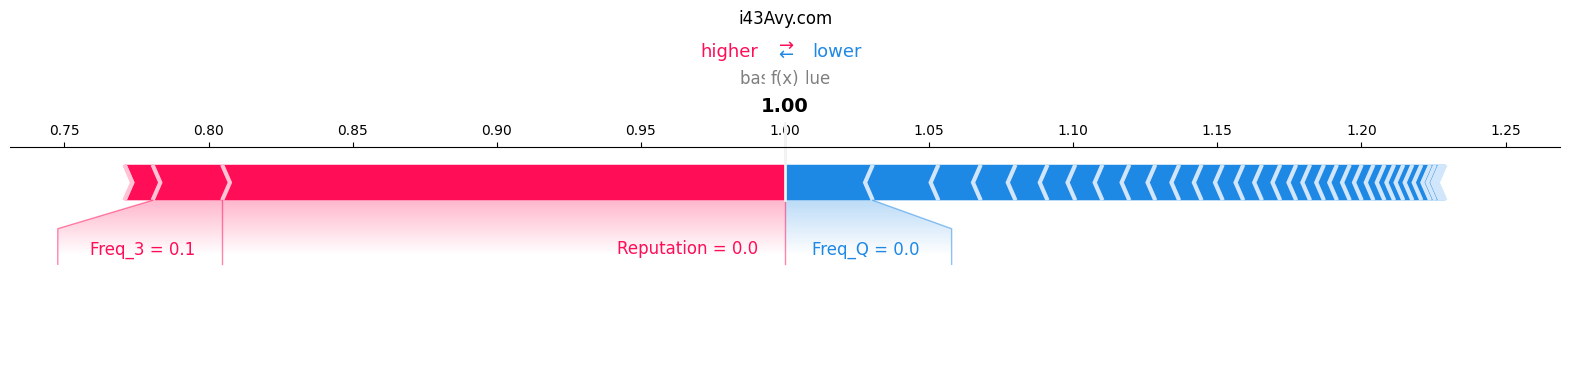 i43Avy.com
higher ⇄ lower
f(x)
1.00
0.75 0.80 0.85 0.90 0.95 1.00 1.05 1.10 1.15 1.20 1.25
Freq_3 = 0.1 Reputation = 0.0 Freq_Q = 0.0